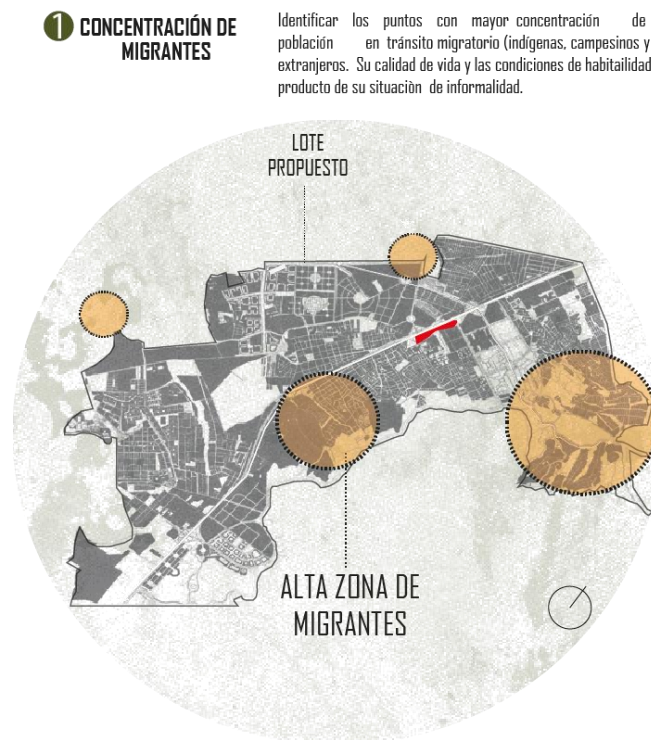 1 CONCENTRACIÓN DE
MIGRANTES
Identificar los puntos con mayor concentración de
población en tránsito migratorio (indígenas, campesinos y
extranjeros. Su calidad de vida y las condiciones de habitailidad
producto de su situaciòn de informalidad.
LOTE
PROPUESTO
ALTA ZONA DE
MIGRANTES